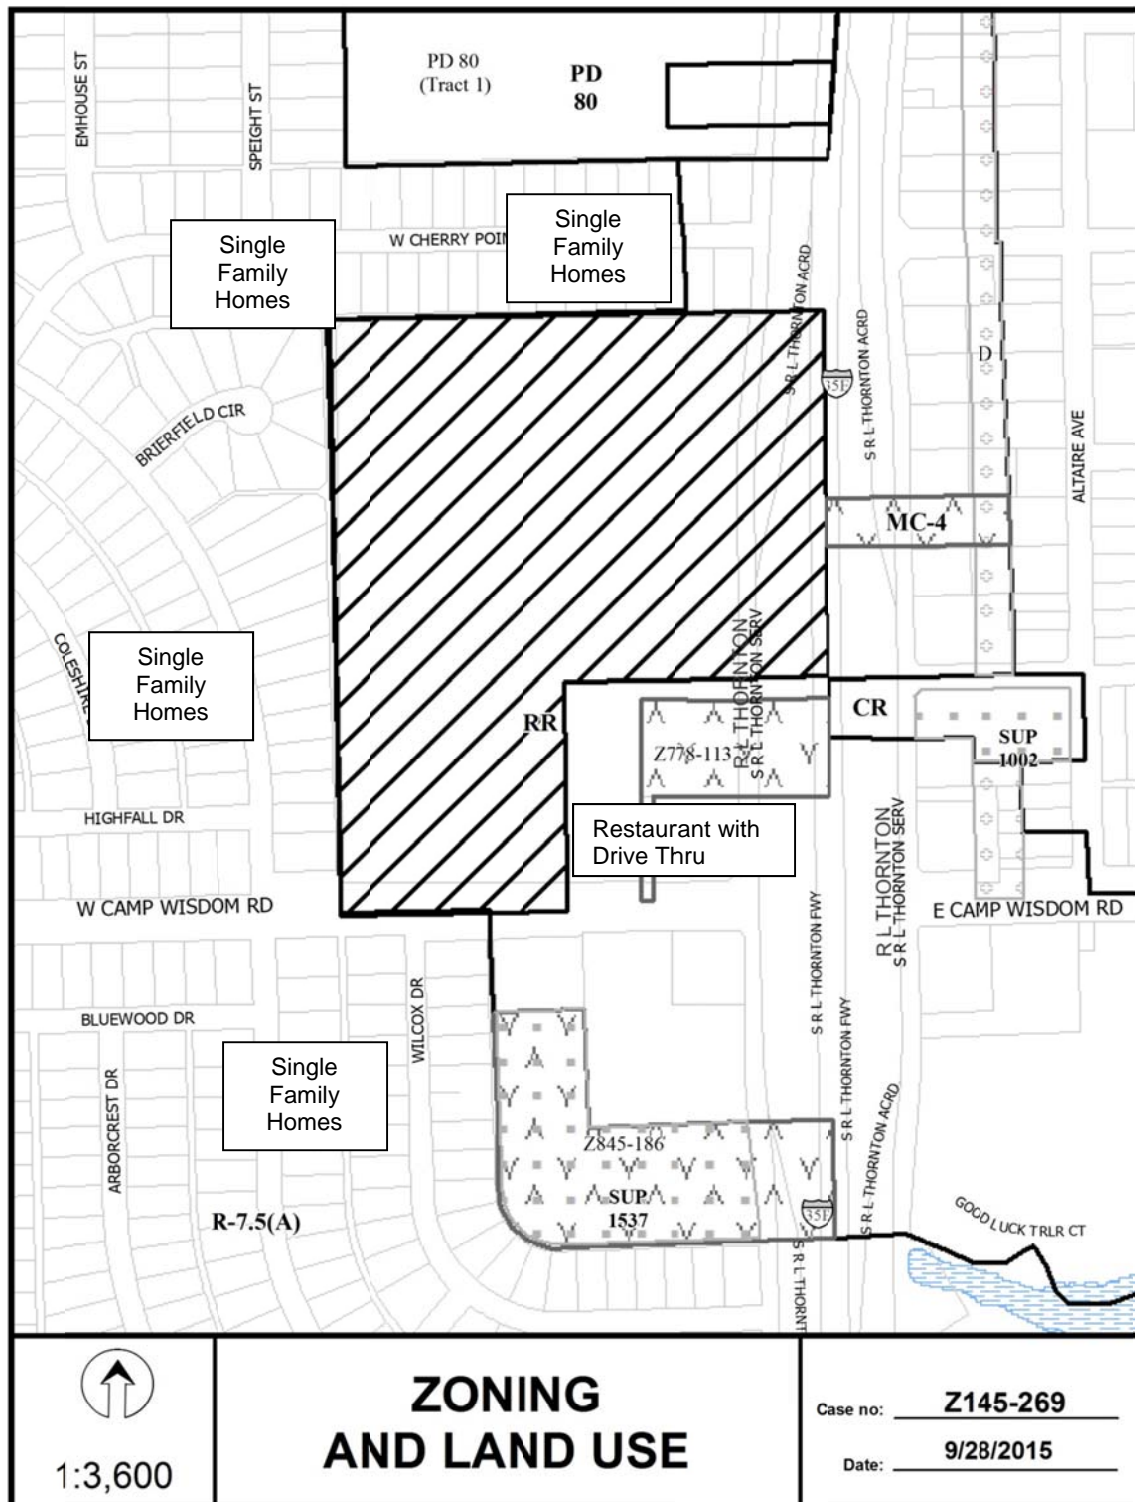 EMHOUSE ST
SPEIGHT ST
PD 80
(Tract 1)
PD
80
Single
Family
Homes
W CHERRY POIN
Single
Family
Homes
S R L THORNTON ACRD
S R L THORNTON ACRD
35E
D
ALTAIRE AVE
BRIERFIELD CIR
MC-4
COLESHIRE
Single
Family
Homes
RR
R L THORNTON
S R L THORNTON SERV
Z778-113
CR
SUP
1002
HIGHFALL DR
Restaurant with
Drive Thru
R L THORNTON
S R L THORNTON SERV
W CAMP WISDOM RD
E CAMP WISDOM RD
S R L THORNTON FWY
BLUEWOOD DR
WILCOX DR
S R L THORNTON FWY
Single
Family
Homes
ARBORCREST DR
Z845-186
S R L THORNTON ACRD
SUP
1537
35E
R-7.5(A)
GOOD LUCK TRLR CT
S R L THORNT
1:3,600
ZONING
AND LAND USE
Case no: Z145-269
Date: 9/28/2015